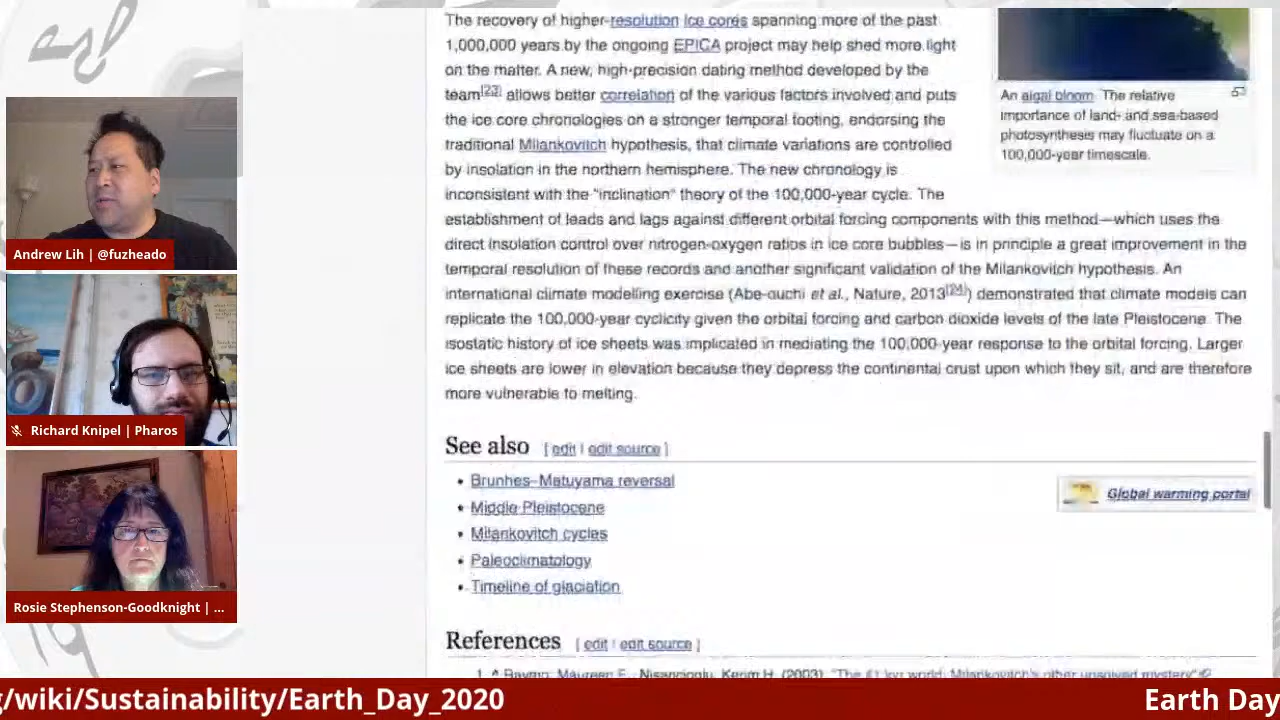 The recovery of higher-resolution ice cores spanning more of the past
1,000,000 years by the ongoing EPICA project may help shed more light
on the matter. A new, high-precision dating method developed by the
team[23] allows better correlation of the various factors involved and puts
the ice core chronologies on a stronger temporal footing, endorsing the
traditional Milankovitch hypothesis, that climate variations are controlled
by insolation in the northern hemisphere. The new chronology is
inconsistent with the "inclination" theory of the 100,000-year cycle. The
establishment of leads and lags against different orbital forcing components with this method—which uses the
direct insolation control over nitrogen-oxygen ratios in ice core bubbles—is in principle a great improvement in the
temporal resolution of these records and another significant validation of the Milankovitch hypothesis. An
international climate modelling exercise (Abe-ouchi et al., Nature, 2013[24]) demonstrated that climate models can
replicate the 100,000-year cyclicity given the orbital forcing and carbon dioxide levels of the late Pleistocene. The
isostatic history of ice sheets was implicated in mediating the 100,000-year response to the orbital forcing. Larger
ice sheets are lower in elevation because they depress the continental crust upon which they sit, and are therefore
more vulnerable to melting.
An algal bloom. The relative
importance of land- and sea-based
photosynthesis may fluctuate on a
100,000-year timescale.
See also [ edit | edit source ]
• Brunhes–Matuyama reversal
• Middle Pleistocene
• Milankovitch cycles
• Paleoclimatology
• Timeline of glaciation
Global warming portal
References [ edit | edit source ]
1. ^ Raymo, Maureen E., Nisancioglu, Kerim H. (2003). "The 41 kyr world: Milankovitch's other unsolved mystery"
Andrew Lih | @fuzheado
Richard Knipel | Pharos
Rosie Stephenson-Goodknight | ...
g/wiki/Sustainability/Earth_Day_2020
Earth Day